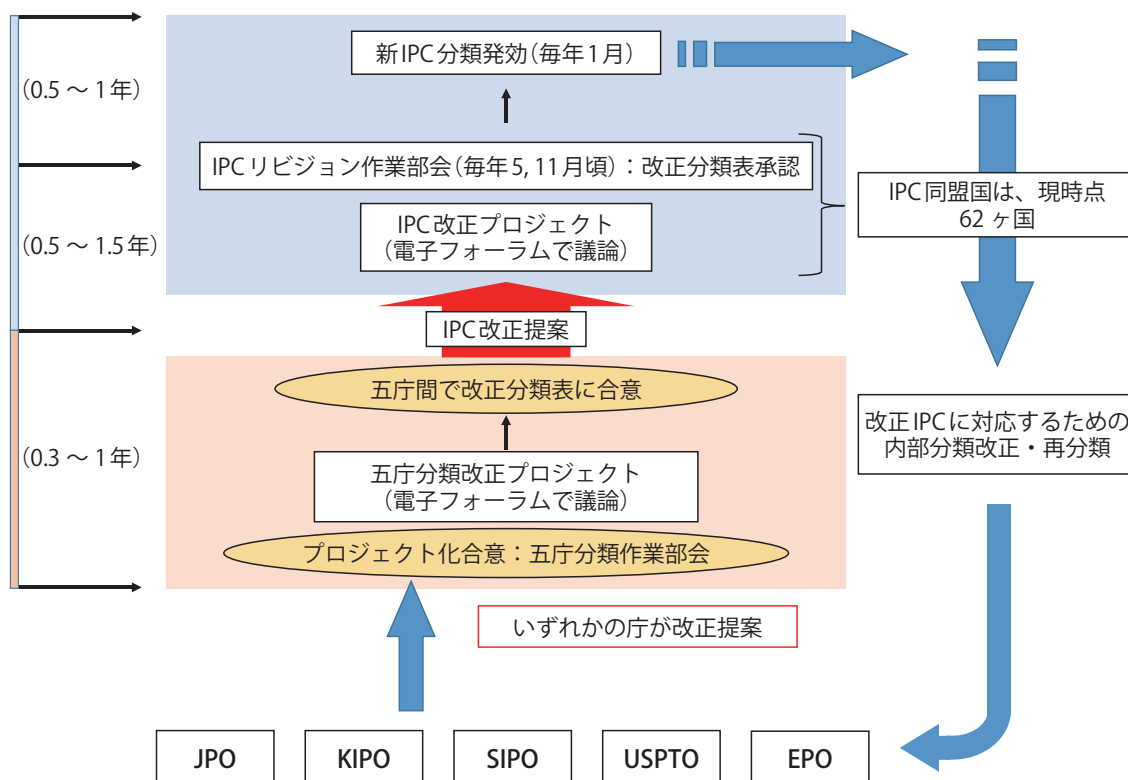 新IPC分類発効(毎年1月)
(0.5 ～ 1年)
IPCリビジョン作業部会(毎年5, 11月頃)：改正分類表承認
IPC同盟国は、現時点
62 ヶ国
IPC改正プロジェクト
(電子フォーラムで議論)
(0.5 ～ 1.5年)
IPC改正提案
五庁間で改正分類表に合意
改正IPCに対応するための
内部分類改正・再分類
(0.3 ～ 1年)
五庁分類改正プロジェクト
(電子フォーラムで議論)
プロジェクト化合意：五庁分類作業部会
いずれかの庁が改正提案
JPO
KIPO
SIPO
USPTO
EPO